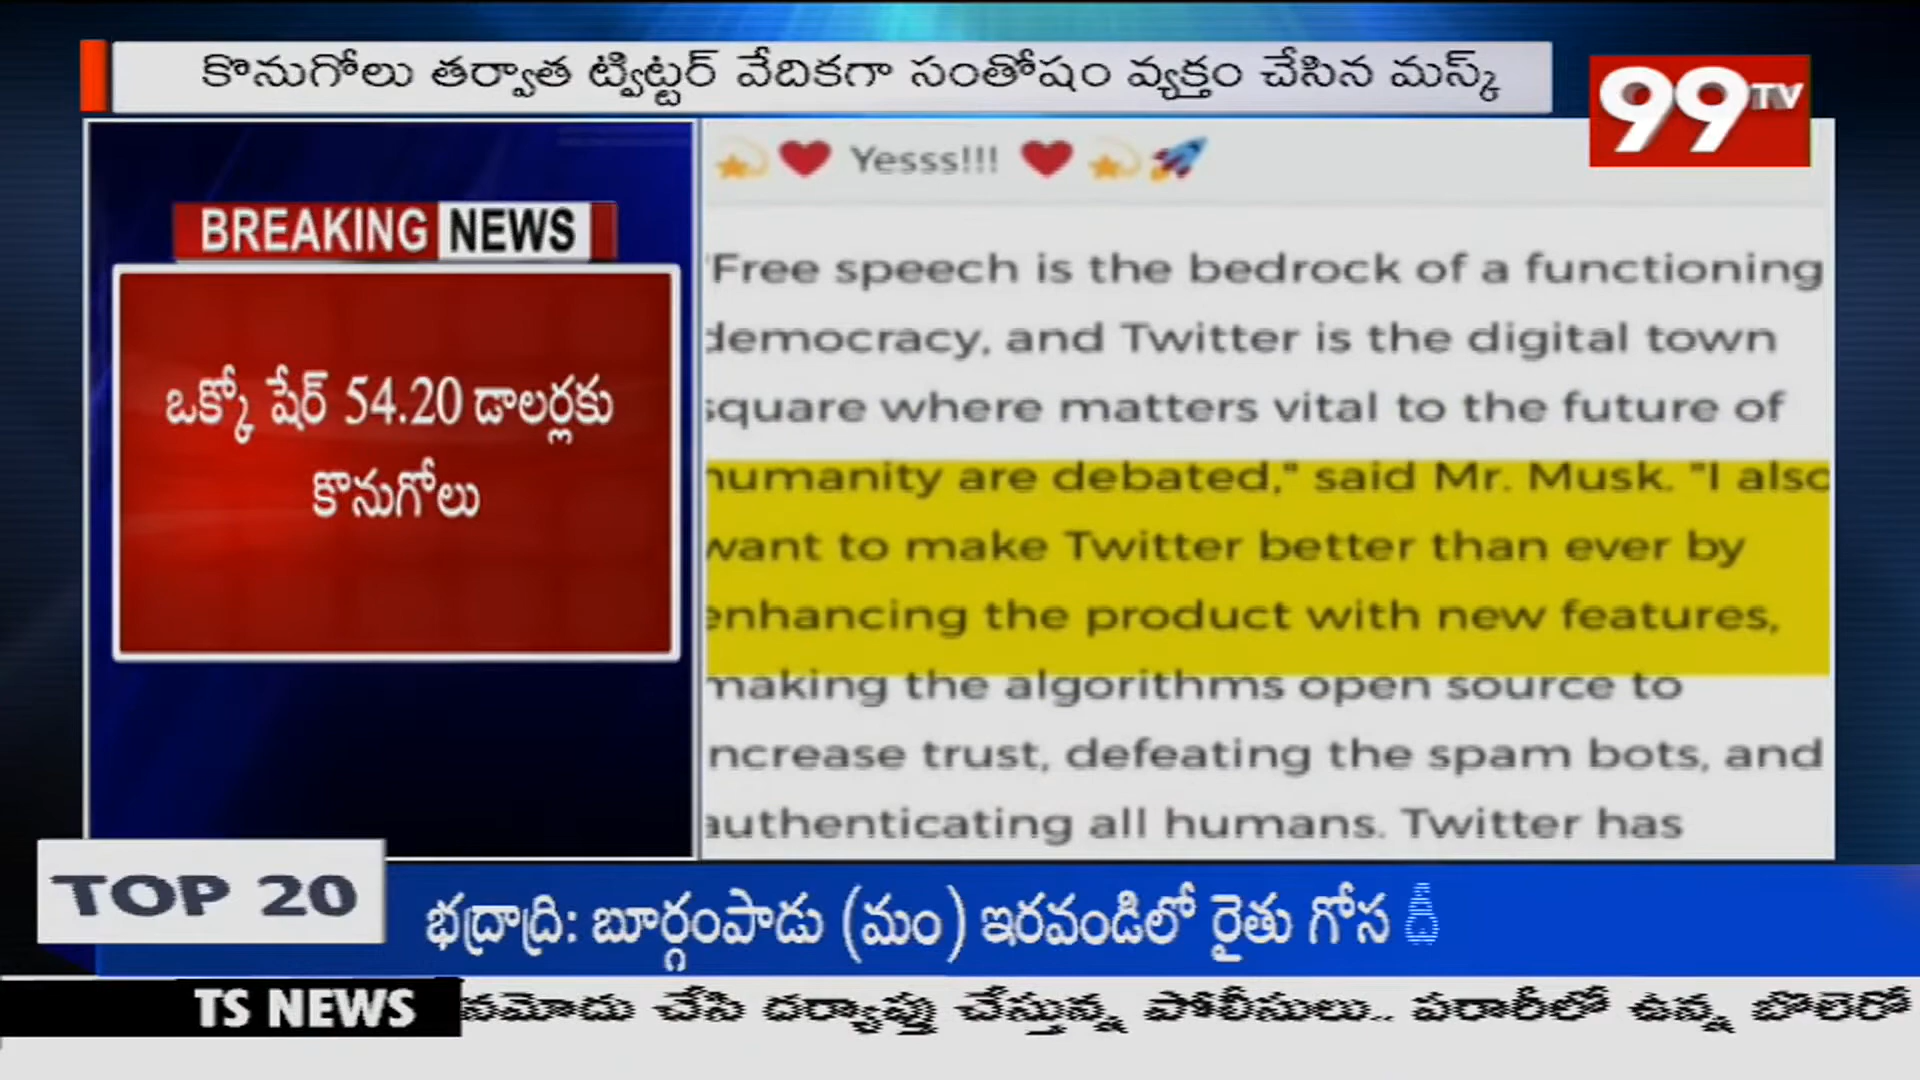 కొనుగోలు తర్వాత ట్విట్టర్ వేదికగా సంతోషం వ్యక్తం చేసిన మస్క్
99TV
💫❤️ Yesss!!! ❤️💫🚀
BREAKING NEWS
ఒక్కో షేర్ 54.20 డాలర్లకు
కొనుగోలు
"Free speech is the bedrock of a functioning
democracy, and Twitter is the digital town
square where matters vital to the future of
humanity are debated," said Mr. Musk. "I also
want to make Twitter better than ever by
enhancing the product with new features,
making the algorithms open source to
increase trust, defeating the spam bots, and
authenticating all humans. Twitter has
TOP 20
భద్రాద్రి: బూర్గంపాడు (మం) ఇరవండిలో రైతు గోస
TS NEWS
నమోదు చేసి దర్యాప్తు చేస్తున్న పోలీసులు.. పరారీలో ఉన్న బొలెరో